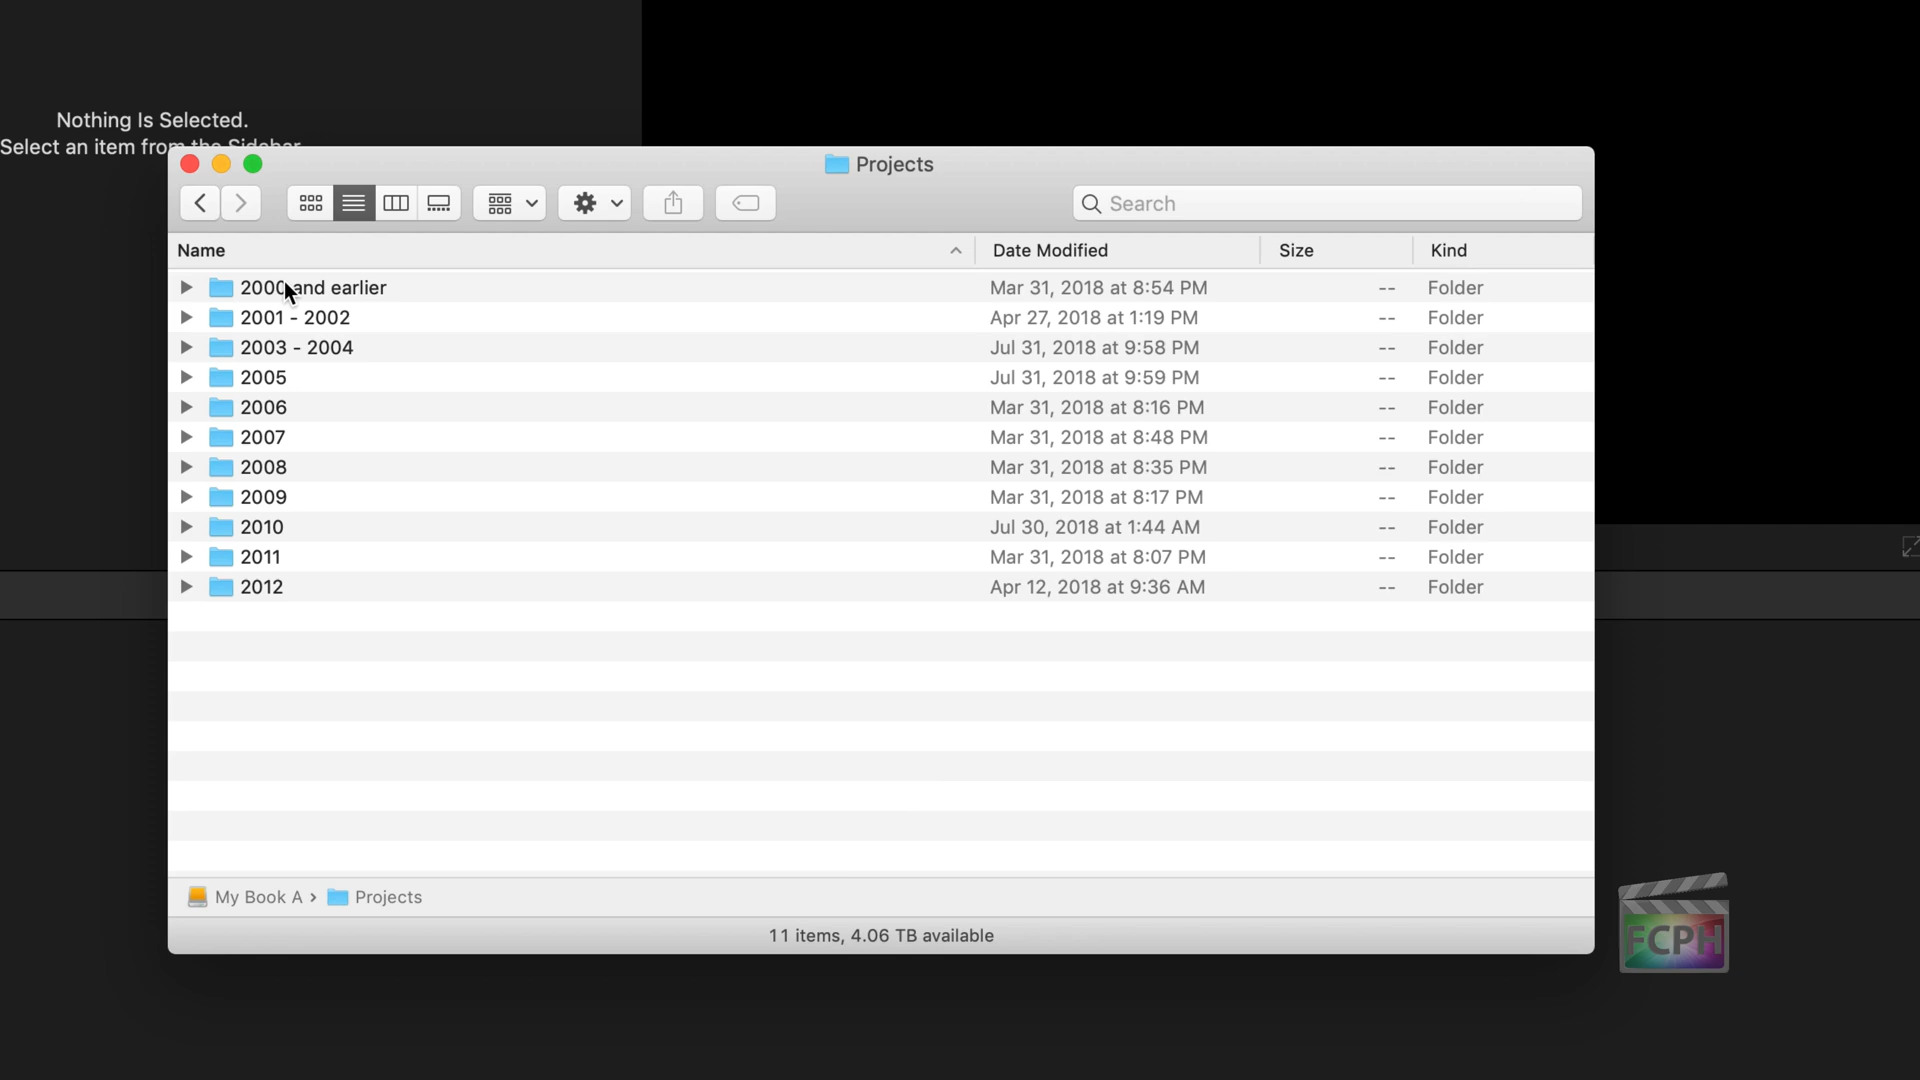 Nothing Is Selected.
Select an item from the Sidebar
Projects
Search
Name Date Modified Size Kind
2000 and earlier Mar 31, 2018 at 8:54 PM -- Folder
2001 - 2002 Apr 27, 2018 at 1:19 PM -- Folder
2003 - 2004 Jul 31, 2018 at 9:58 PM -- Folder
2005 Jul 31, 2018 at 9:59 PM -- Folder
2006 Mar 31, 2018 at 8:16 PM -- Folder
2007 Mar 31, 2018 at 8:48 PM -- Folder
2008 Mar 31, 2018 at 8:35 PM -- Folder
2009 Mar 31, 2018 at 8:17 PM -- Folder
2010 Jul 30, 2018 at 1:44 AM -- Folder
2011 Mar 31, 2018 at 8:07 PM -- Folder
2012 Apr 12, 2018 at 9:36 AM -- Folder
My Book A › Projects
11 items, 4.06 TB available
FCPH